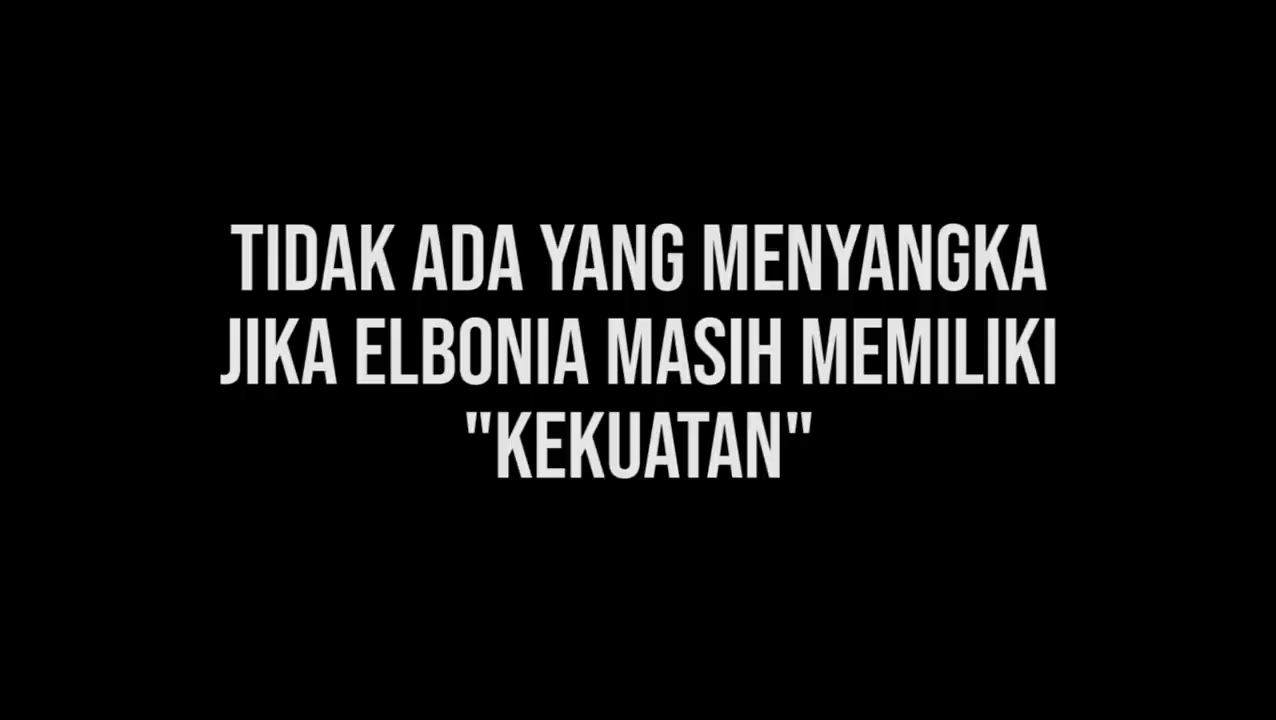 TIDAK ADA YANG MENYANGKA
JIKA ELBONIA MASIH MEMILIKI
"KEKUATAN"